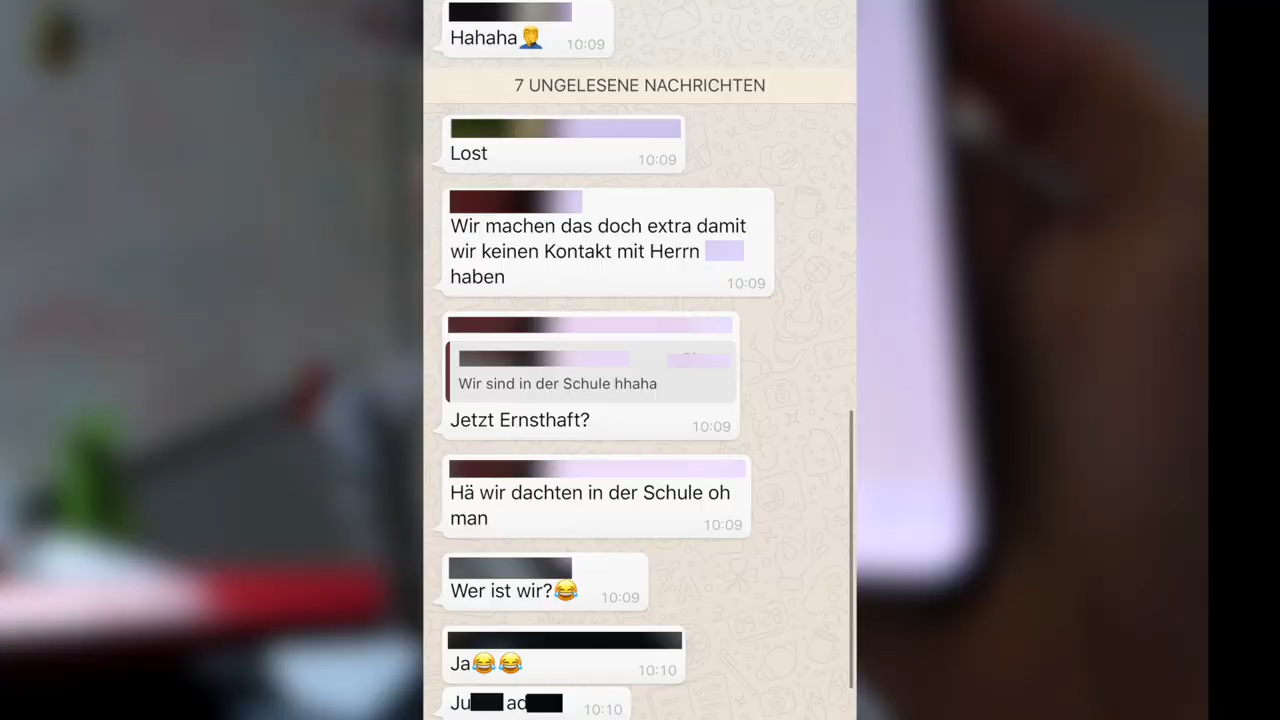 Hahaha🤦
10:09
7 UNGELESENE NACHRICHTEN
Lost
10:09
Wir machen das doch extra damit
wir keinen Kontakt mit Herrn
haben
10:09
Wir sind in der Schule hhaha
Jetzt Ernsthaft?
10:09
Hä wir dachten in der Schule oh
man
10:09
Wer ist wir?😂
10:09
Ja😂😂
10:10
Ju ad
10:10